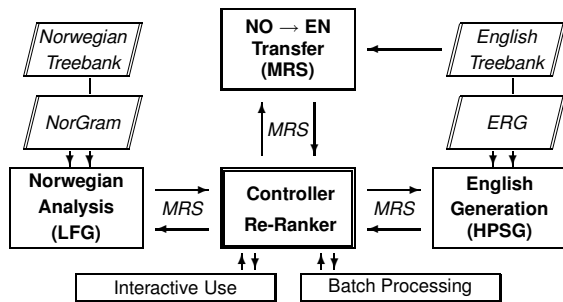 Norwegian
Treebank
NO → EN
Transfer
(MRS)
English
Treebank
NorGram
MRS
ERG
Norwegian
Analysis
(LFG)
MRS
Controller
Re-Ranker
MRS
English
Generation
(HPSG)
Interactive Use
Batch Processing